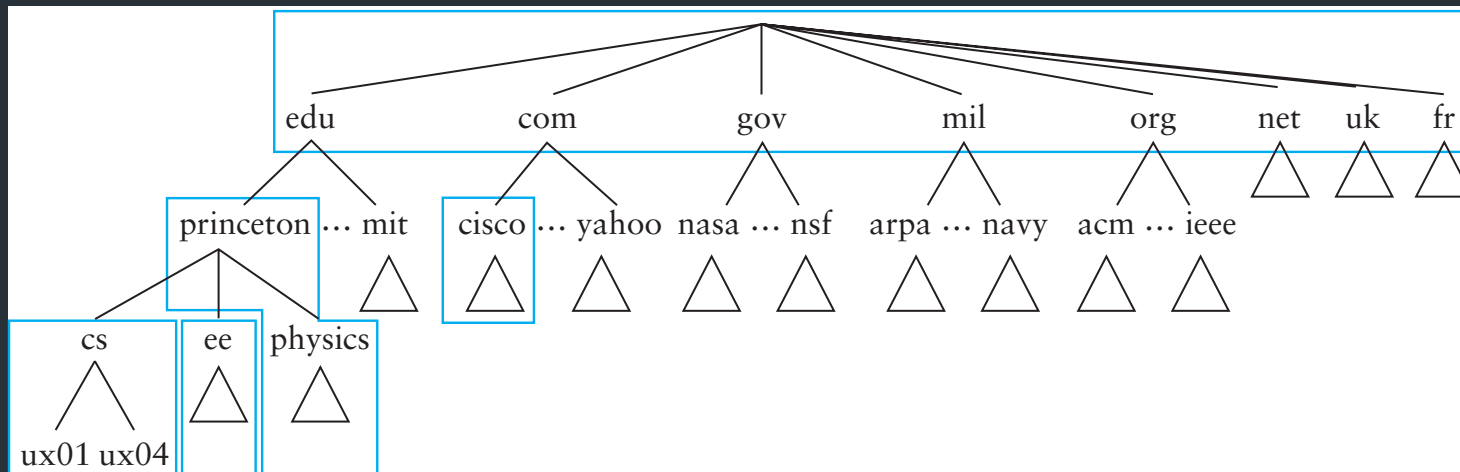 edu com gov mil org net uk fr
princeton ... mit cisco ... yahoo nasa ... nsf arpa ... navy acm ... ieee
cs ee physics
ux01 ux04